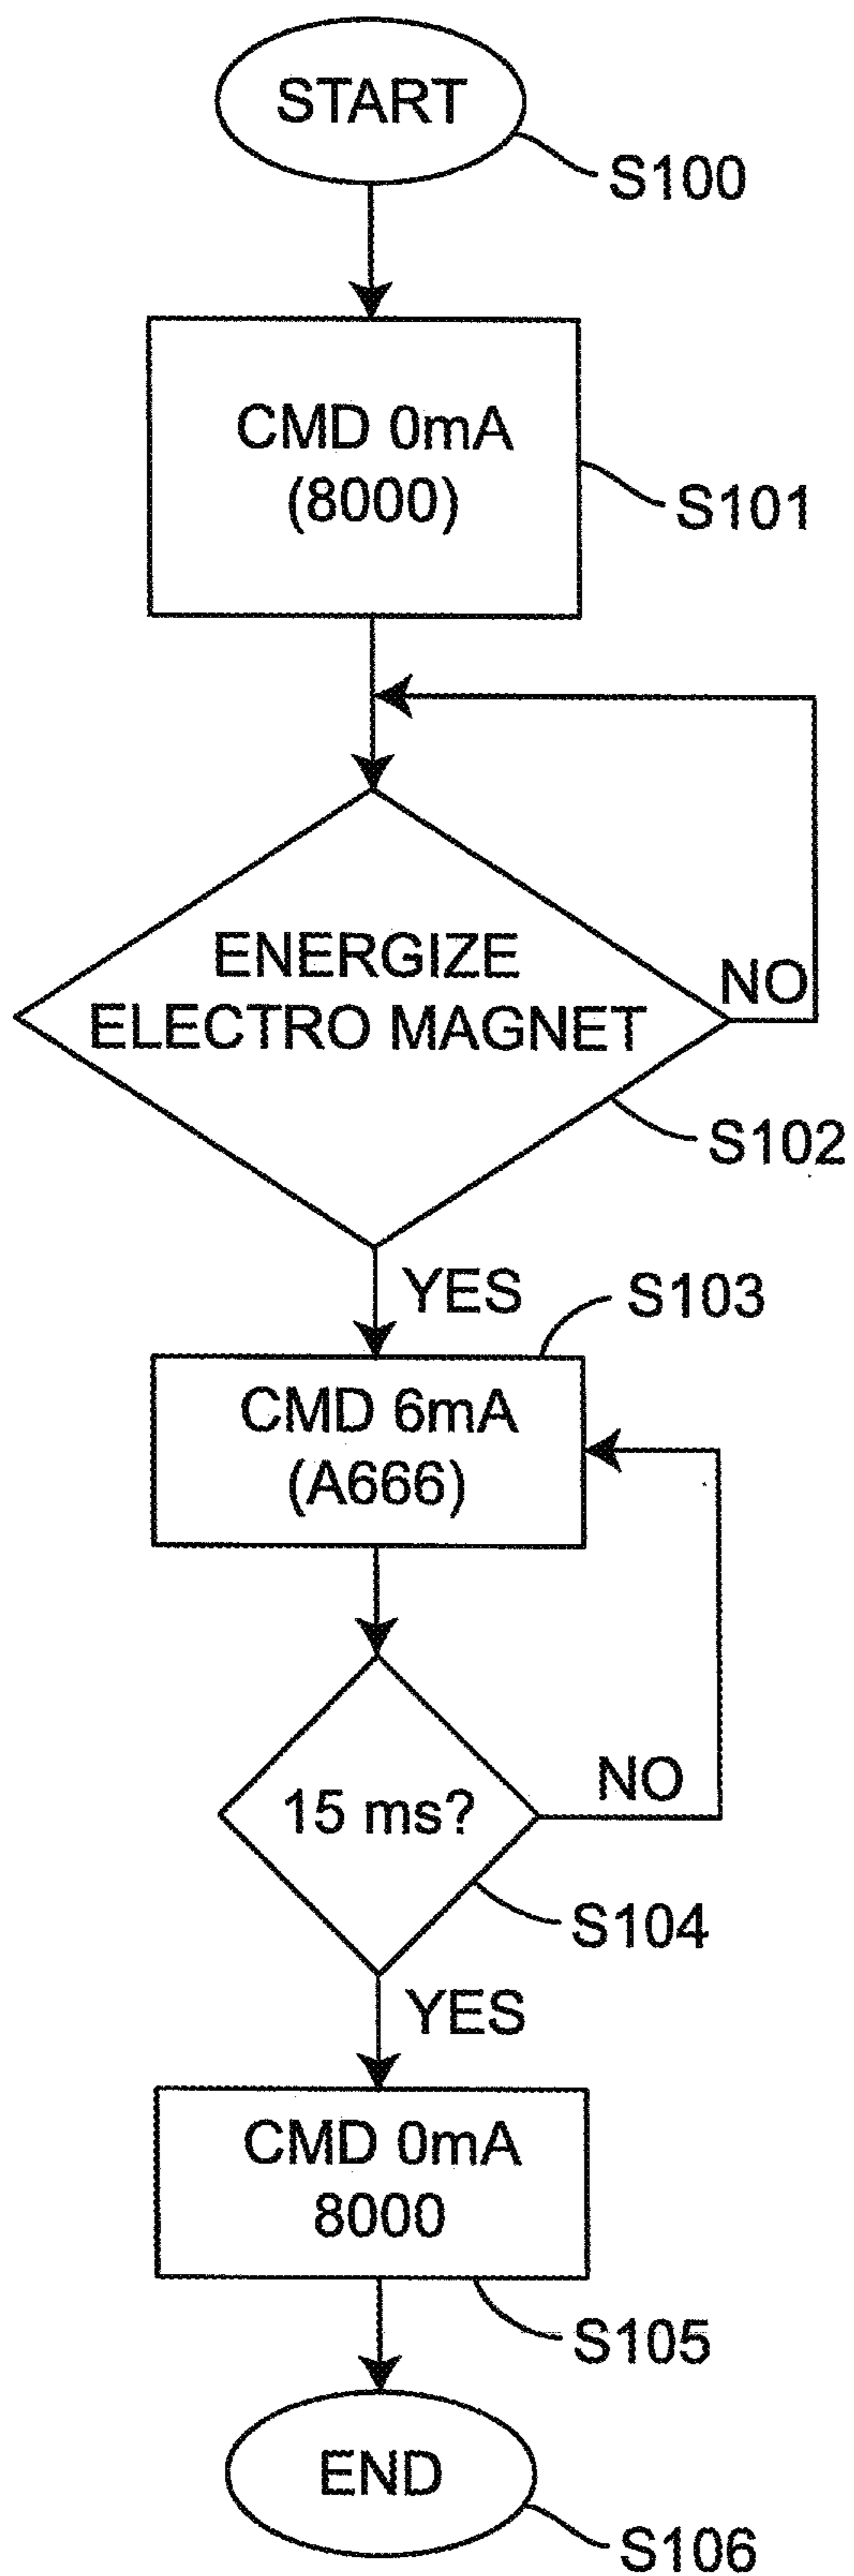 START
S100
CMD 0mA
(8000)
S101
ENERGIZE
ELECTRO MAGNET
NO
S102
YES
S103
CMD 6mA
(A666)
15 ms?
NO
S104
YES
CMD 0mA
8000
S105
END
S106